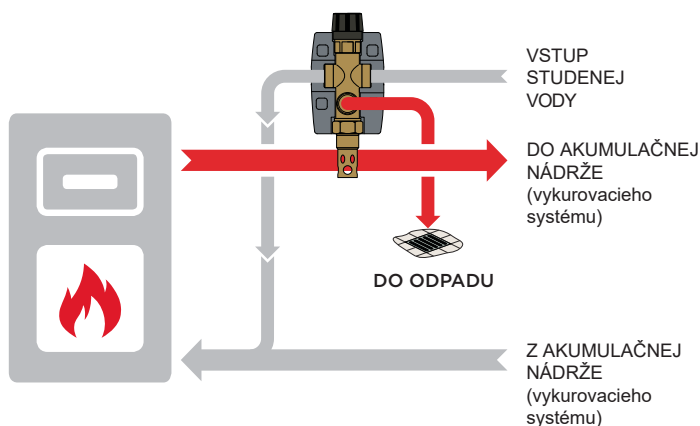 VSTUP
STUDENEJ
VODY
DO AKUMULAČNEJ
NÁDRŽE
(vykurovacieho
systému)
DO ODPADU
Z AKUMULAČNEJ
NÁDRŽE
(vykurovacieho
systému)